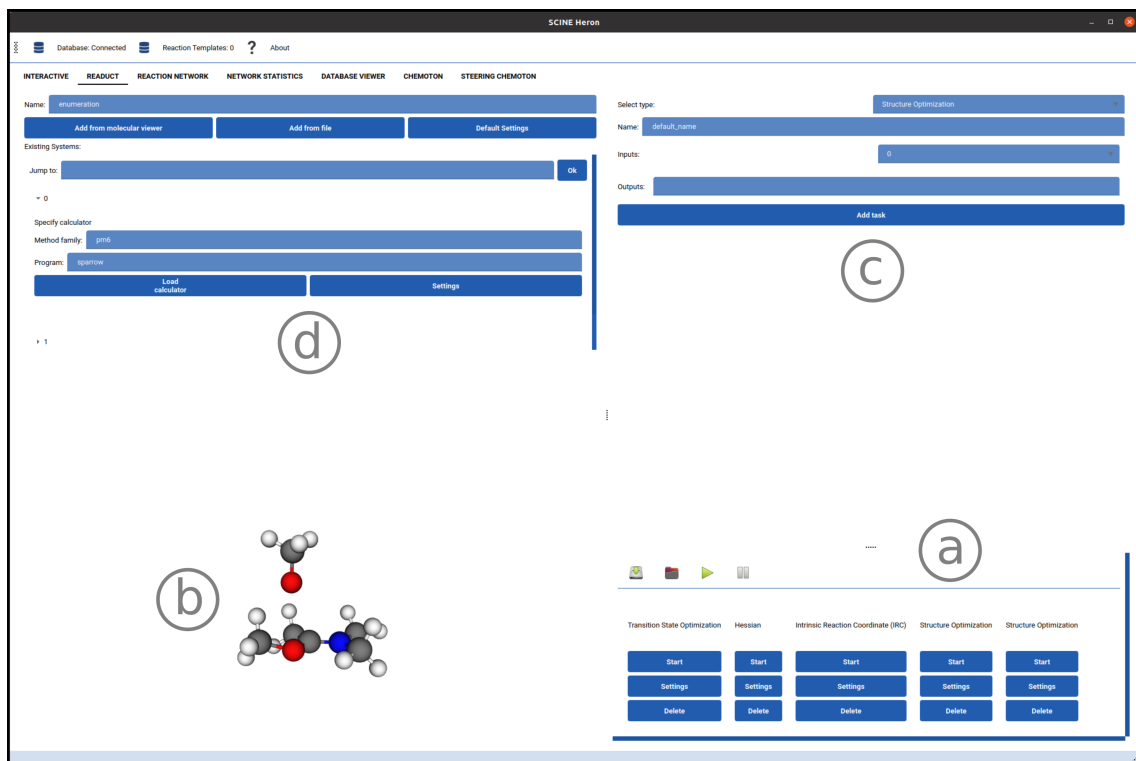 SCINE Heron
Database: Connected Reaction Templates: 0 ? About
INTERACTIVE READUCT REACTION NETWORK NETWORK STATISTICS DATABASE VIEWER CHEMOTON STEERING CHEMOTON
Name: enumeration
Add from molecular viewer Add from file Default Settings
Existing Systems:
Jump to: Ok
0
Specify calculator
Method family: pm6
Program: sparrow
Load
calculator
Settings
d
1
Select type: Structure Optimization
Name: default_name
Inputs: 0
Outputs:
Add task
c
b
a
Transition State Optimization Hessian Intrinsic Reaction Coordinate (IRC) Structure Optimization Structure Optimization
Start Start Start Start Start
Settings Settings Settings Settings Settings
Delete Delete Delete Delete Delete